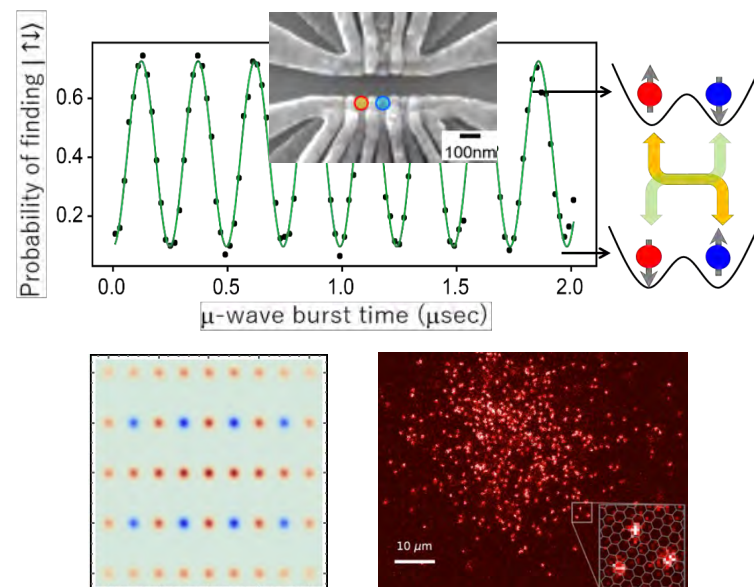 Probability of finding | ↑↓⟩
0.6
0.4
0.2
100nm
0.0
0.5
1.0
1.5
2.0
μ-wave burst time (μsec)
10 μm